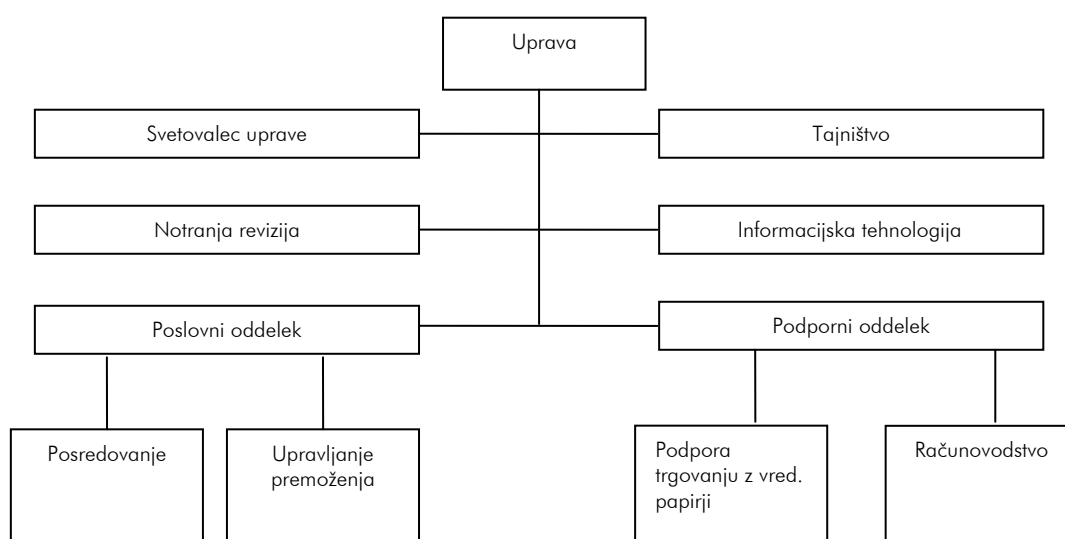 Uprava
Svetovalec uprave
Tajništvo
Notranja revizija
Informacijska tehnologija
Poslovni oddelek
Podporni oddelek
Posredovanje
Upravljanje
premoženja
Podpora
trgovanju z vred.
papirji
Računovodstvo